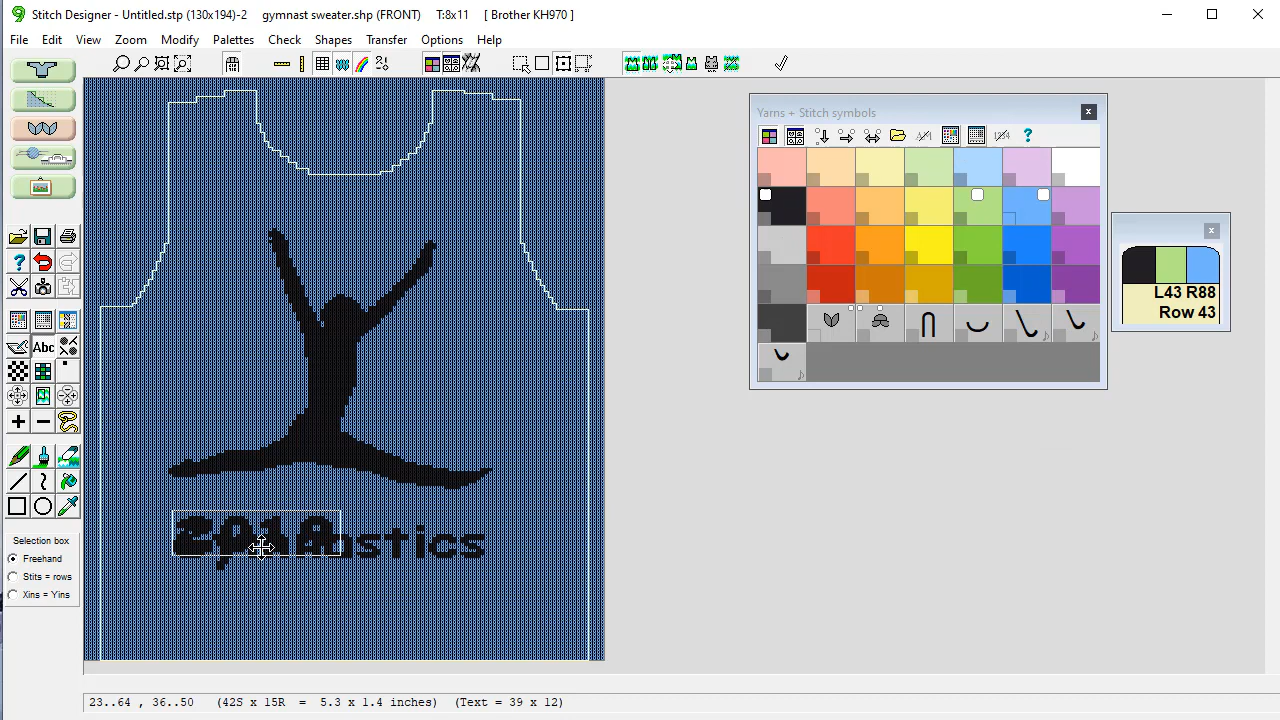 Stitch Designer - Untitled.stp (130x194)-2 gymnast sweater.shp (FRONT) T:8x11 [ Brother KH970 ]
File Edit View Zoom Modify Palettes Check Shapes Transfer Options Help
Yarns + Stitch symbols
L43 R88
Row 43
Abc
stics
Selection box
Freehand
Stits = rows
Xins = Yins
23..64 , 36..50 (42S x 15R = 5.3 x 1.4 inches) (Text = 39 x 12)